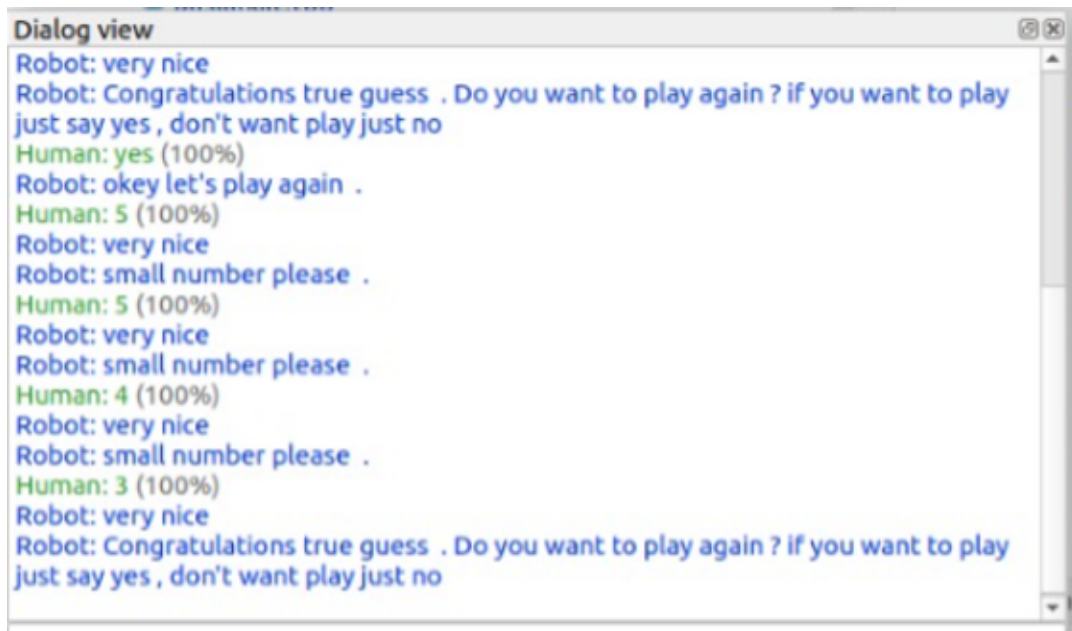 Dialog view
Robot: very nice
Robot: Congratulations true guess . Do you want to play again ? if you want to play
just say yes , don't want play just no
Human: yes (100%)
Robot: okey let's play again .
Human: 5 (100%)
Robot: very nice
Robot: small number please .
Human: 5 (100%)
Robot: very nice
Robot: small number please .
Human: 4 (100%)
Robot: very nice
Robot: small number please .
Human: 3 (100%)
Robot: very nice
Robot: Congratulations true guess . Do you want to play again ? if you want to play
just say yes , don't want play just no